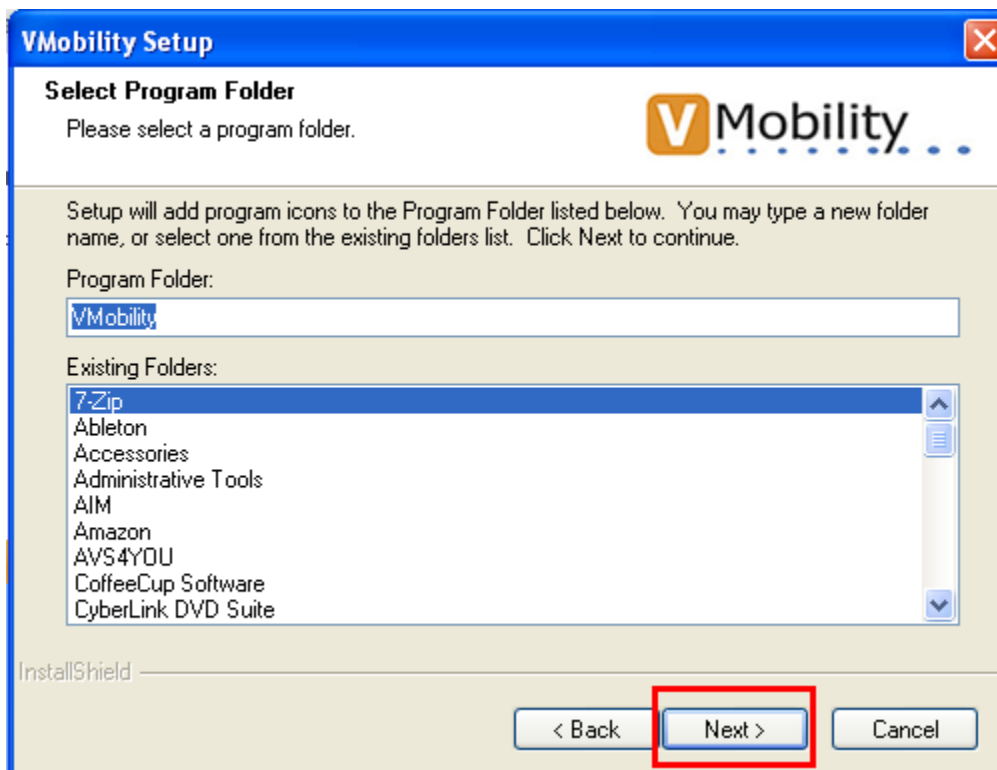 VMobility Setup
Select Program Folder
Please select a program folder.
V Mobility
Setup will add program icons to the Program Folder listed below.  You may type a new folder
name, or select one from the existing folders list.  Click Next to continue.
Program Folder:
VMobility
Existing Folders:
7-Zip
Ableton
Accessories
Administrative Tools
AIM
Amazon
AVS4YOU
CoffeeCup Software
CyberLink DVD Suite
InstallShield
< Back Next > Cancel